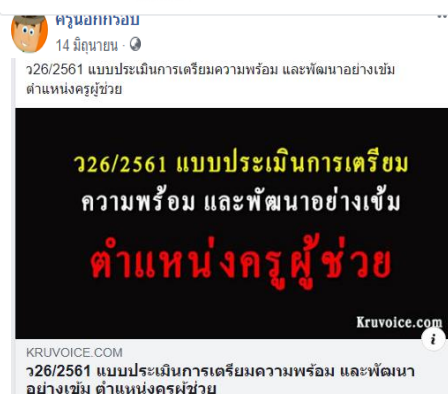 ครูนอกกรอบ
14 มิถุนายน ·
ว26/2561 แบบประเมินการเตรียมความพร้อม และพัฒนาอย่างเข้ม
ตำแหน่งครูผู้ช่วย
ว26/2561 แบบประเมินการเตรียม
ความพร้อม และพัฒนาอย่างเข้ม
ตำแหน่งครูผู้ช่วย
Kruvoice.com
i
KRUVOICE.COM
ว26/2561 แบบประเมินการเตรียมความพร้อม และพัฒนา
อย่างเข้ม ตำแหน่งครูผู้ช่วย